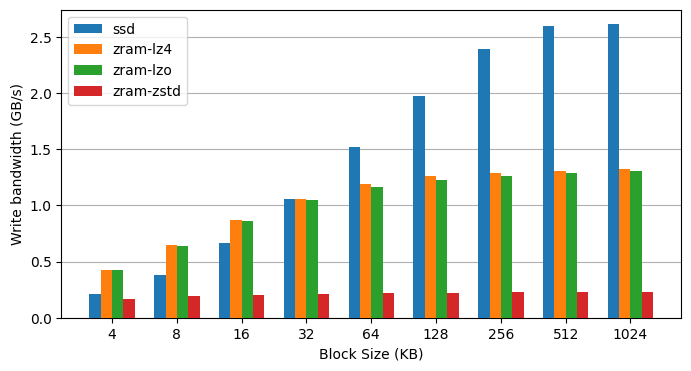 ssd
zram-lz4
zram-lzo
zram-zstd
Write bandwidth (GB/s)
2.5
2.0
1.5
1.0
0.5
0.0
4 8 16 32 64 128 256 512 1024
Block Size (KB)